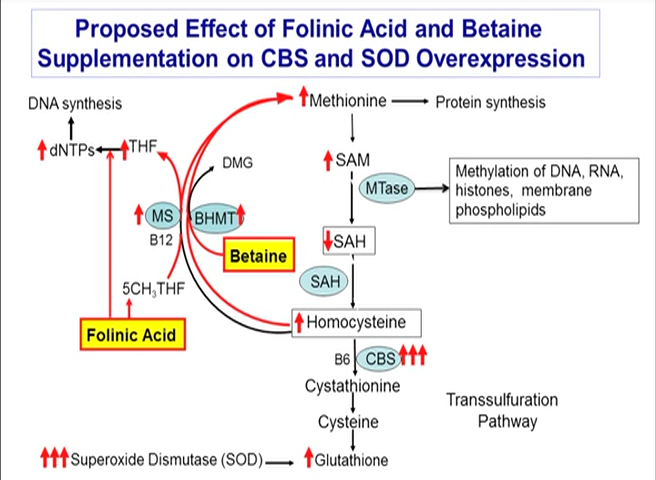 Proposed Effect of Folinic Acid and Betaine
Supplementation on CBS and SOD Overexpression
DNA synthesis
Methionine
Protein synthesis
dNTPs
THF
DMG
SAM
MTase
Methylation of DNA, RNA,
histones, membrane
phospholipids
MS
BHMT
B12
SAH
Betaine
SAH
5CH₃THF
Homocysteine
Folinic Acid
B6
CBS
Cystathionine
Transsulfuration
Pathway
Cysteine
Superoxide Dismutase (SOD)
Glutathione